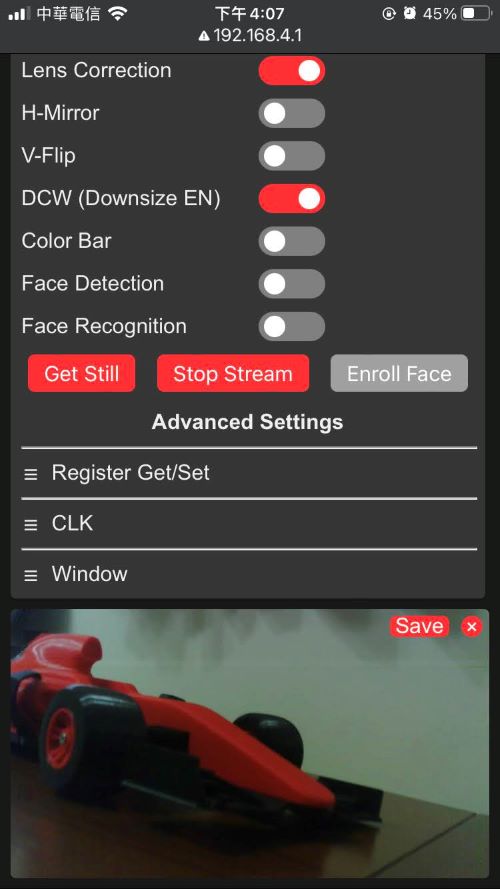 中華電信 下午4:07 45%
192.168.4.1
Lens Correction
H-Mirror
V-Flip
DCW (Downsize EN)
Color Bar
Face Detection
Face Recognition
Get Still Stop Stream Enroll Face
Advanced Settings
Register Get/Set
CLK
Window
Save